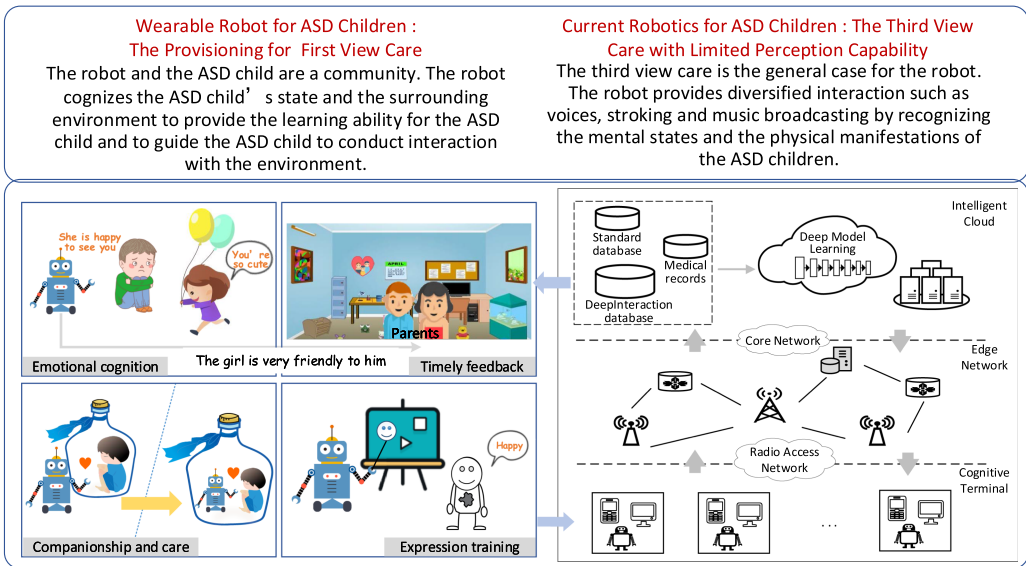 Wearable Robot for ASD Children :
The Provisioning for First View Care
The robot and the ASD child are a community. The robot
cognizes the ASD child’s state and the surrounding
environment to provide the learning ability for the ASD
child and to guide the ASD child to conduct interaction
with the environment.
Current Robotics for ASD Children : The Third View
Care with Limited Perception Capability
The third view care is the general case for the robot.
The robot provides diversified interaction such as
voices, stroking and music broadcasting by recognizing
the mental states and the physical manifestations of
the ASD children.
She is happy
to see you
You're
so cute
Emotional cognition
APRIL
Parents
The girl is very friendly to him
Timely feedback
Companionship and care
Happy
Expression training
Standard
database
Medical
records
DeepInteraction
database
Deep Model
Learning
Intelligent
Cloud
Core Network
Edge
Network
Radio Access
Network
Cognitive
Terminal
...